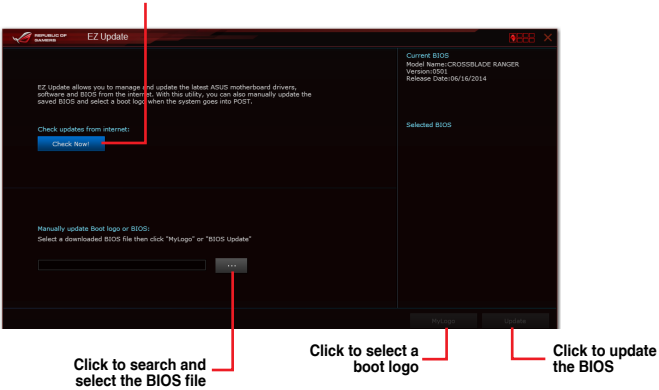 REPUBLIC OF
GAMERS
EZ Update
EZ Update allows you to manage and update the latest ASUS motherboard drivers,
software and BIOS from the internet. With this utility, you can also manually update the
saved BIOS and select a boot logo when the system goes into POST.
Check updates from internet:
Check Now!
Manually update Boot logo or BIOS:
Select a downloaded BIOS file then click "MyLogo" or "BIOS Update"
...
Current BIOS
Model Name:CROSSBLADE RANGER
Version:0501
Release Date:06/16/2014
Selected BIOS
MyLogo
Update
Click to search and
select the BIOS file
Click to select a
boot logo
Click to update
the BIOS